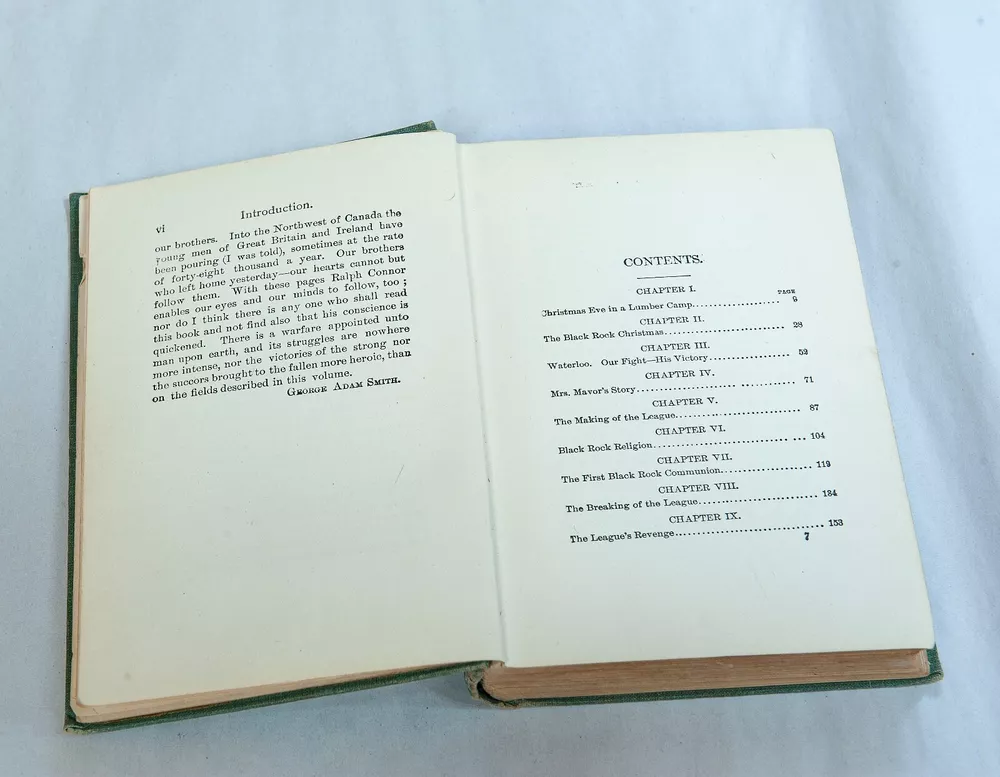 vi
Introduction.
our brothers. Into the Northwest of Canada the
young men of Great Britain and Ireland have
been pouring (I was told), sometimes at the rate
of forty-eight thousand a year. Our brothers
who left home yesterday—our hearts cannot but
follow them. With these pages Ralph Connor
enables our eyes and our minds to follow, too ;
nor do I think there is any one who shall read
this book and not find also that his conscience is
quickened. There is a warfare appointed unto
man upon earth, and its struggles are nowhere
more intense, nor the victories of the strong nor
the succors brought to the fallen more heroic, than
on the fields described in this volume.
George Adam Smith.
CONTENTS.
CHAPTER I.
PAGE
Christmas Eve in a Lumber Camp..................... 9
CHAPTER II.
The Black Rock Christmas............................ 28
CHAPTER III.
Waterloo. Our Fight—His Victory................... 52
CHAPTER IV.
Mrs. Mavor's Story................... .. ........... 71
CHAPTER V.
The Making of the League............................ 87
CHAPTER VI.
Black Rock Religion.............................. ... 104
CHAPTER VII.
The First Black Rock Communion.................... 119
CHAPTER VIII.
The Breaking of the League.......................... 134
CHAPTER IX.
The League's Revenge................................ 153
7